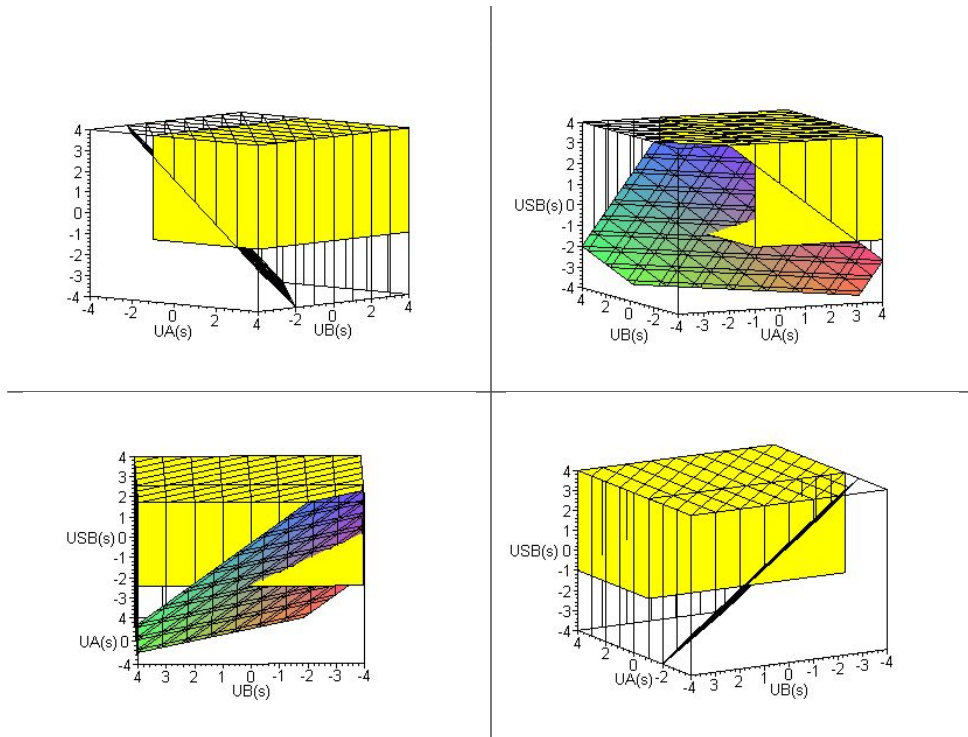 4
3
2
1
0
-1
-2
-3
-4
-4 -2 0 2 4 -2 0 2 4
UA(s) UB(s)
4
3
2
1
USB(s) 0
-1
-2
-3
-4
4 2 0 -2 -4 -3 -2 -1 0 1 2 3 4
UB(s) UA(s)
4
3
2
1
USB(s) 0
-1
-2
-3
4
UA(s) 0
-4
4 3 2 1 0 -1 -2 -3 -4
UB(s)
4
3
2
1
USB(s) 0
-1
-2
-3
-4
4 2 0 -2 -4 3 2 1 0 -1 -2 -3 -4
UA(s) UB(s)